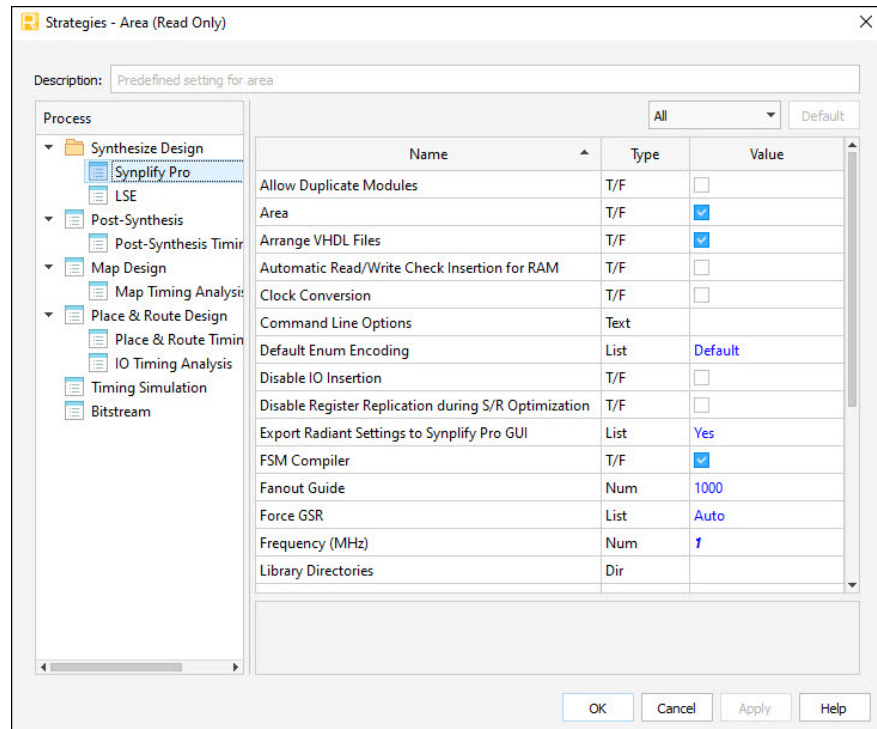 Strategies - Area (Read Only)
Description: Predefined setting for area
Process
Synthesize Design
Synplify Pro
LSE
Post-Synthesis
Post-Synthesis Timin
Map Design
Map Timing Analysis
Place & Route Design
Place & Route Timin
IO Timing Analysis
Timing Simulation
Bitstream
All Default
Name Type Value
Allow Duplicate Modules T/F
Area T/F
Arrange VHDL Files T/F
Automatic Read/Write Check Insertion for RAM T/F
Clock Conversion T/F
Command Line Options Text
Default Enum Encoding List Default
Disable IO Insertion T/F
Disable Register Replication during S/R Optimization T/F
Export Radiant Settings to Synplify Pro GUI List Yes
FSM Compiler T/F
Fanout Guide Num 1000
Force GSR List Auto
Frequency (MHz) Num 1
Library Directories Dir
OK Cancel Apply Help